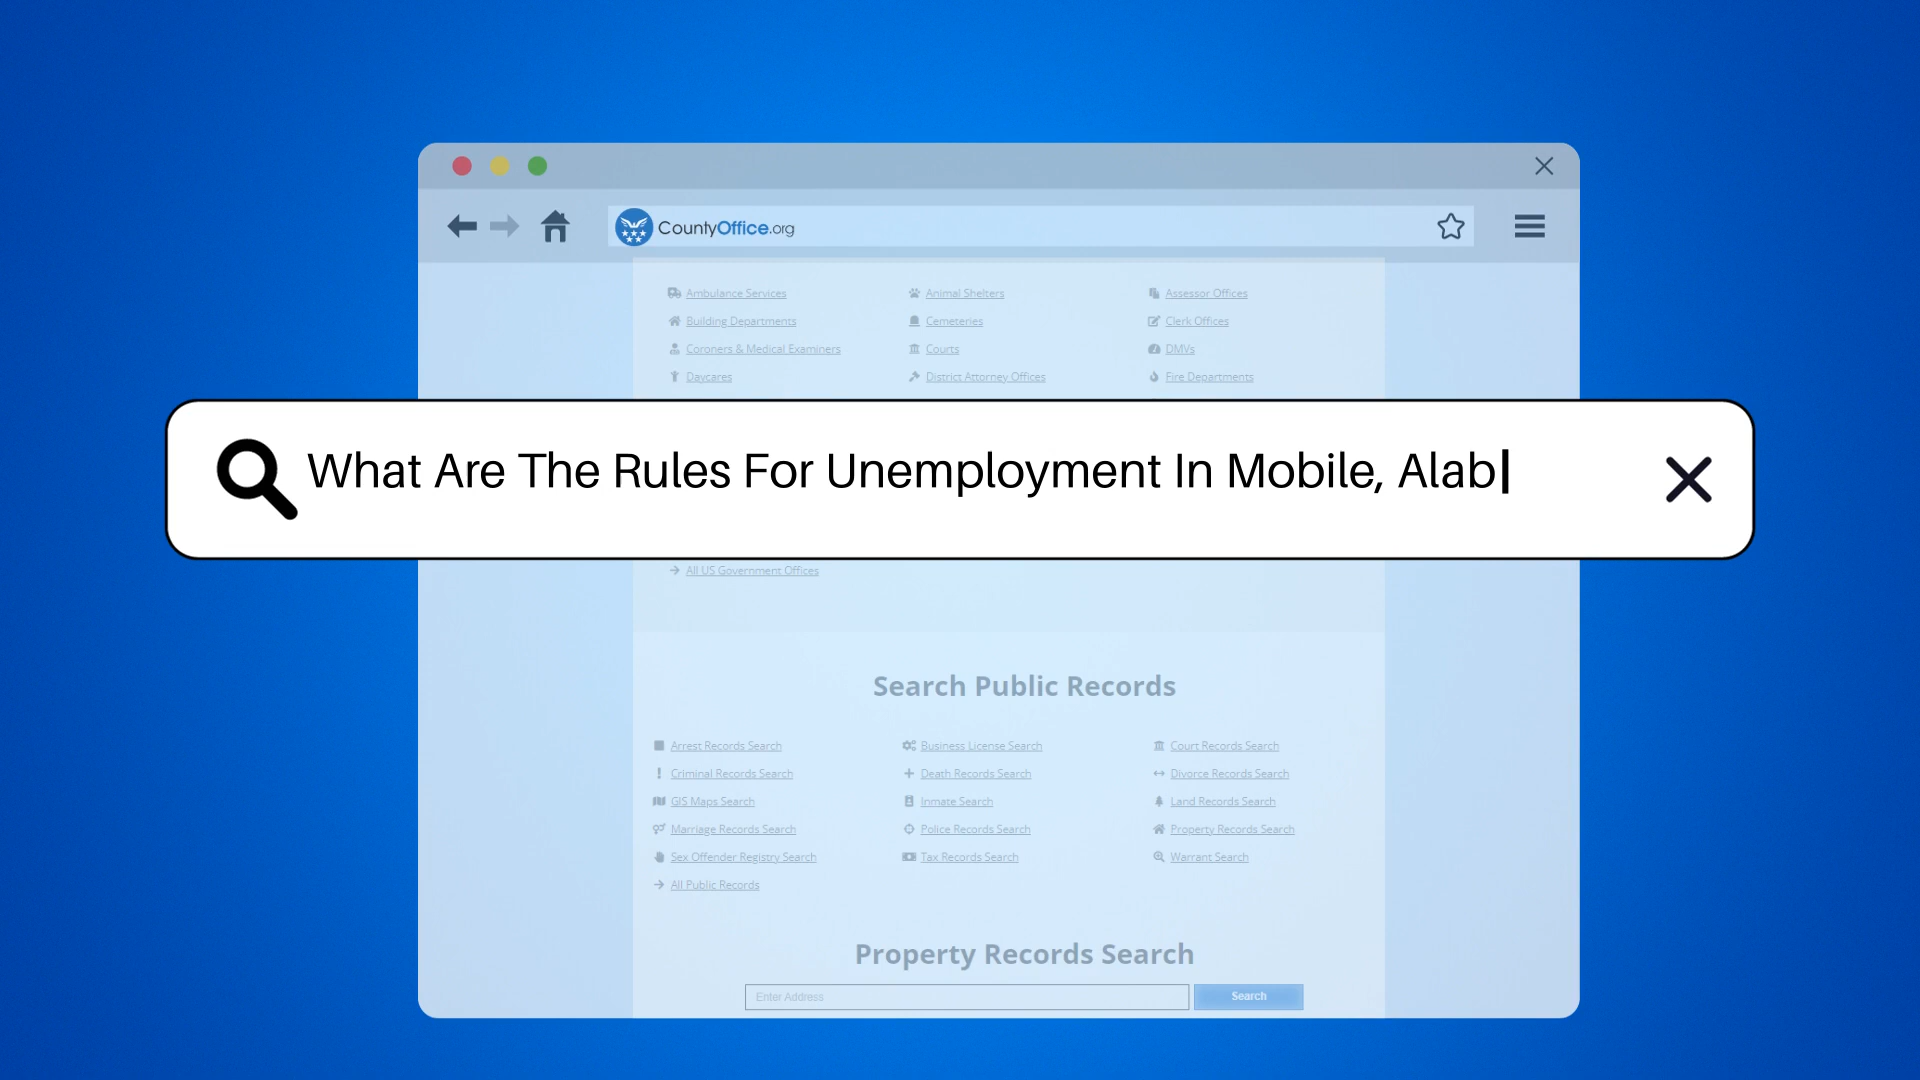 CountyOffice.org
Ambulance Services Animal Shelters Assessor Offices
Building Departments Cemeteries Clerk Offices
Coroners & Medical Examiners Courts DMVs
Daycares District Attorney Offices Fire Departments
What Are The Rules For Unemployment In Mobile, Alab
All US Government Offices
Search Public Records
Arrest Records Search Business License Search Court Records Search
Criminal Records Search Death Records Search Divorce Records Search
GIS Maps Search Inmate Search Land Records Search
Marriage Records Search Police Records Search Property Records Search
Sex Offender Registry Search Tax Records Search Warrant Search
All Public Records
Property Records Search
Enter Address Search